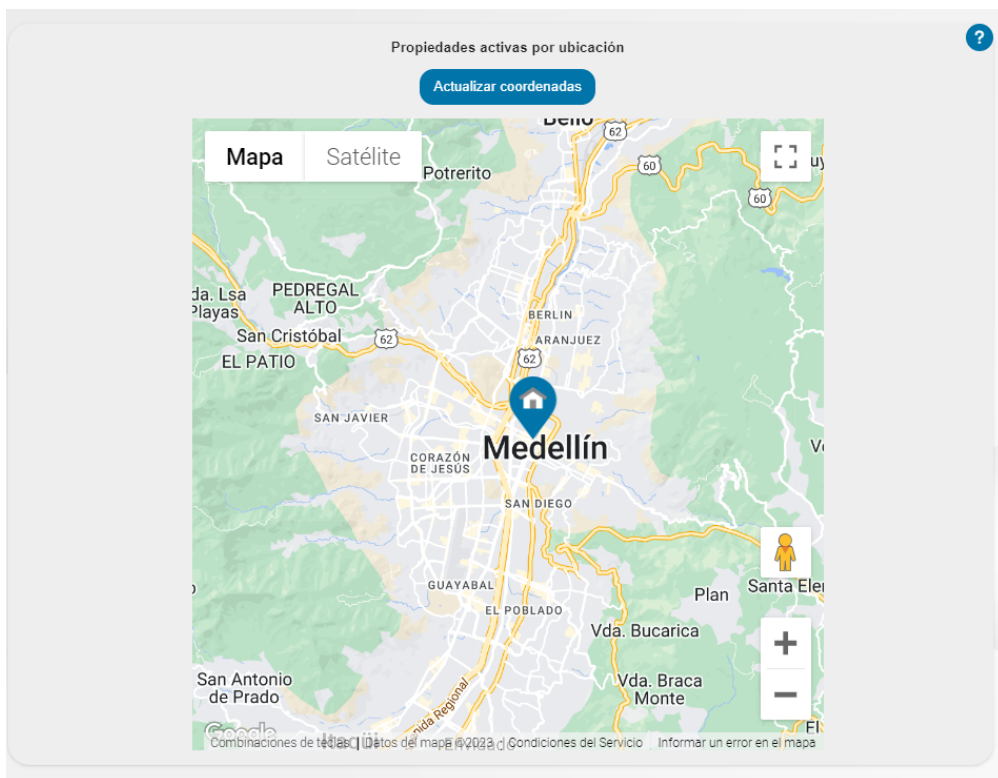 Propiedades activas por ubicación
?
Actualizar coordenadas
Mapa
Satélite
Bello
62
60
Potrerito
60
da. Lsa
Playas
PEDREGAL
ALTO
BERLIN
San Cristóbal
62
ARANJUEZ
EL PATIO
62
SAN JAVIER
Medellín
CORAZÓN
DE JESÚS
SAN DIEGO
GUAYABAL
EL POBLADO
Plan
Santa Ele
Vda. Bucarica
San Antonio
de Prado
Vda. Braca
Monte
nida Regional
El
Google
Combinaciones de teclas
Datos del mapa ©2023
Condiciones del Servicio
Informar un error en el mapa